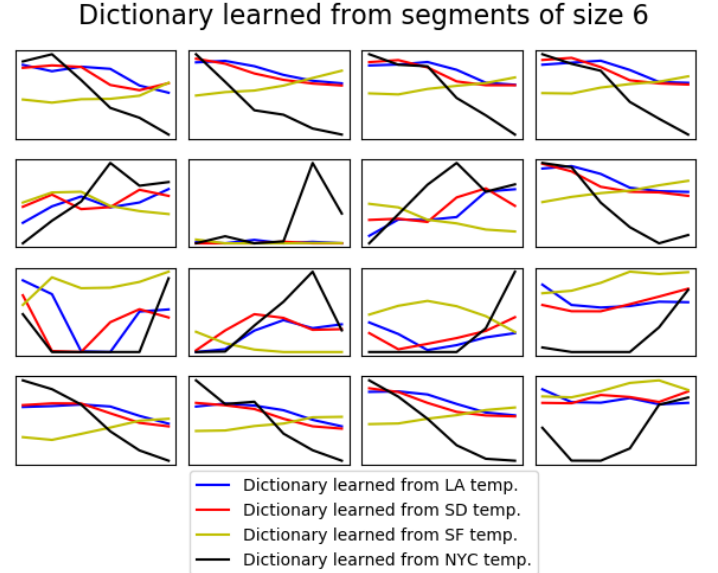 Dictionary learned from segments of size 6
Dictionary learned from LA temp.
Dictionary learned from SD temp.
Dictionary learned from SF temp.
Dictionary learned from NYC temp.